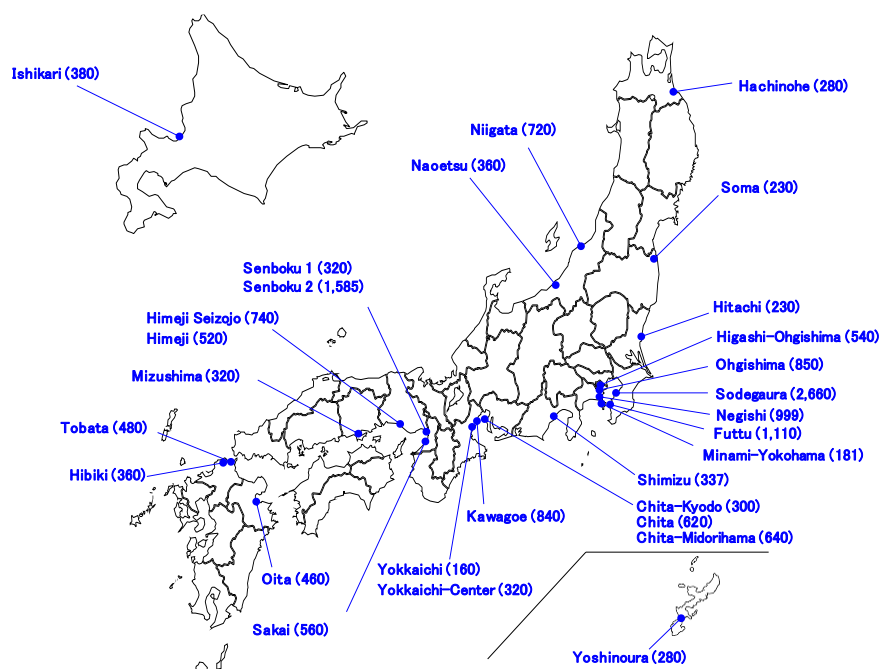 Ishikari (380)
Hachinohe (280)
Niigata (720)
Naoetsu (360)
Soma (230)
Senboku 1 (320)
Senboku 2 (1,585)
Hitachi (230)
Himeji Seizojo (740)
Himeji (520)
Higashi-Ohgishima (540)
Ohgishima (850)
Mizushima (320)
Sodegaura (2,660)
Negishi (999)
Futtu (1,110)
Tobata (480)
Minami-Yokohama (181)
Hibiki (360)
Shimizu (337)
Chita-Kyodo (300)
Chita (620)
Chita-Midorihama (640)
Kawagoe (840)
Oita (460)
Yokkaichi (160)
Yokkaichi-Center (320)
Sakai (560)
Yoshinoura (280)